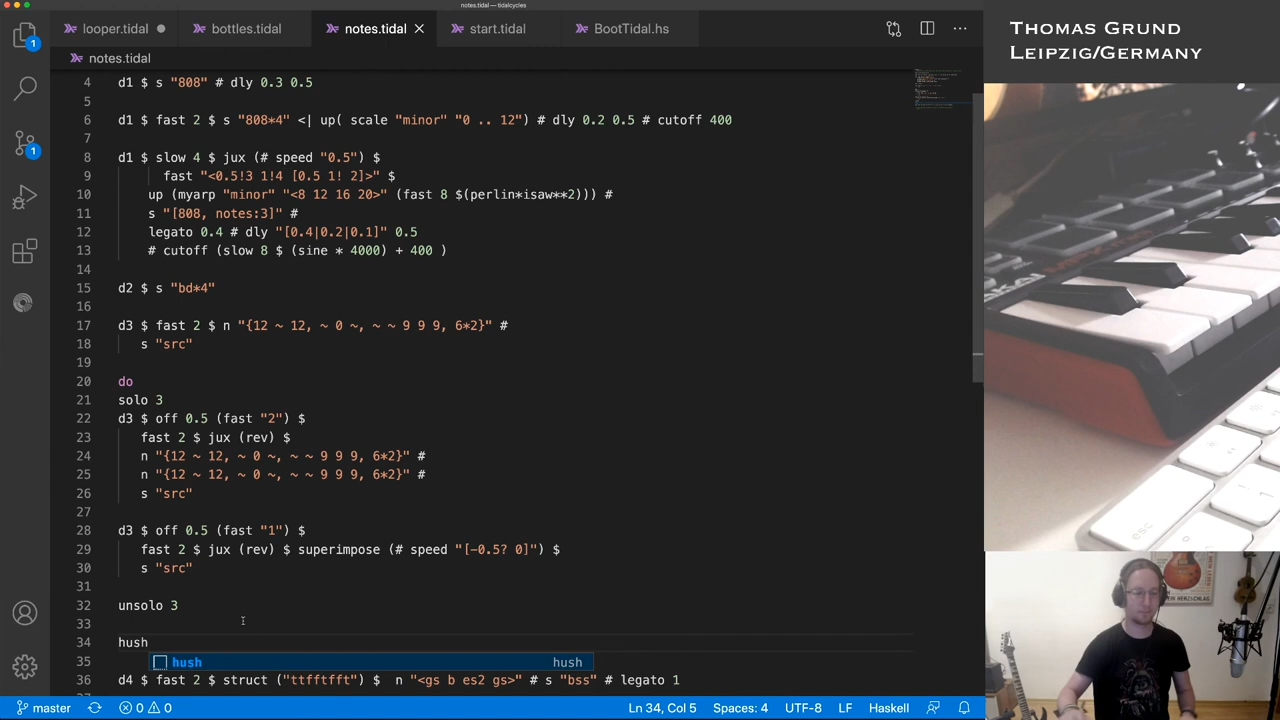 notes.tidal — tidalcycles
looper.tidal
bottles.tidal
notes.tidal
start.tidal
BootTidal.hs
THOMAS GRUND
LEIPZIG/GERMANY
notes.tidal
4 d1 $ s "808" # dly 0.3 0.5
5
6 d1 $ fast 2 $ s "808*4" <| up( scale "minor" "0 .. 12") # dly 0.2 0.5 # cutoff 400
7
8 d1 $ slow 4 $ jux (# speed "0.5") $
9 fast "<0.5!3 1!4 [0.5 1! 2]>" $
10 up (myarp "minor" "<8 12 16 20>" (fast 8 $(perlin*isaw**2))) #
11 s "[808, notes:3]" #
12 legato 0.4 # dly "[0.4|0.2|0.1]" 0.5
13 # cutoff (slow 8 $ (sine * 4000) + 400 )
14
15 d2 $ s "bd*4"
16
17 d3 $ fast 2 $ n "{12 ~ 12, ~ 0 ~, ~ ~ 9 9 9, 6*2}" #
18 s "src"
19
20 do
21 solo 3
22 d3 $ off 0.5 (fast "2") $
23 fast 2 $ jux (rev) $
24 n "{12 ~ 12, ~ 0 ~, ~ ~ 9 9 9, 6*2}" #
25 n "{12 ~ 12, ~ 0 ~, ~ ~ 9 9 9, 6*2}" #
26 s "src"
27
28 d3 $ off 0.5 (fast "1") $
29 fast 2 $ jux (rev) $ superimpose (# speed "[-0.5? 0]") $
30 s "src"
31
32 unsolo 3
33
34 hush
35 hush hush
36 d4 $ fast 2 $ struct ("ttfftfft") $ n "<gs b es2 gs>" # s "bss" # legato 1
1
1
master
0 0
Ln 34, Col 5
Spaces: 4
UTF-8
LF
Haskell
esc